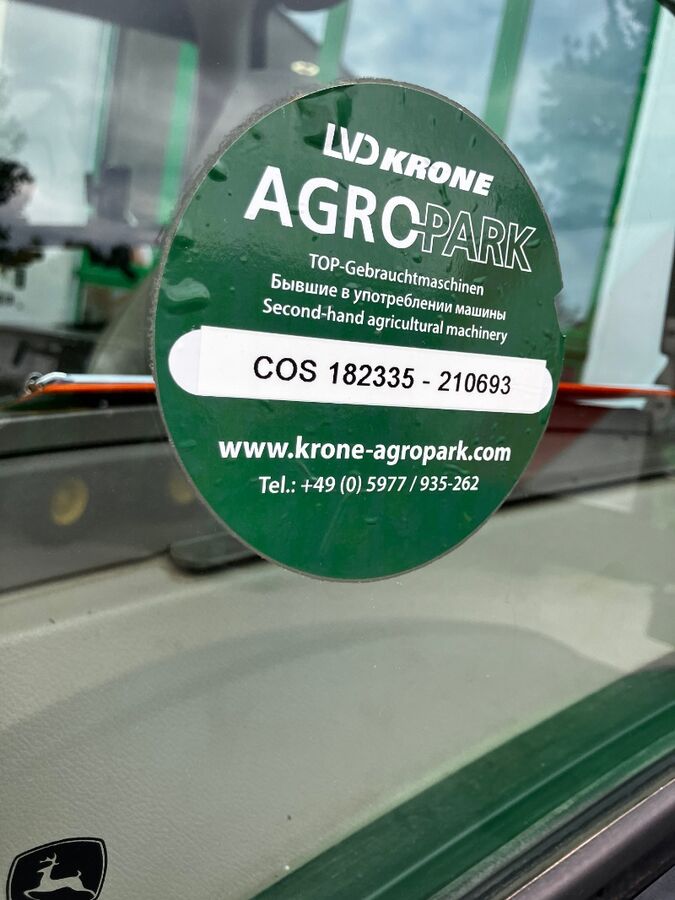 LVD KRONE
AGROPARK
TOP-Gebrauchtmaschinen
Бывшие в употреблении машины
Second-hand agricultural machinery
COS 182335 - 210693
www.krone-agropark.com
Tel.: +49 (0) 5977 / 935-262